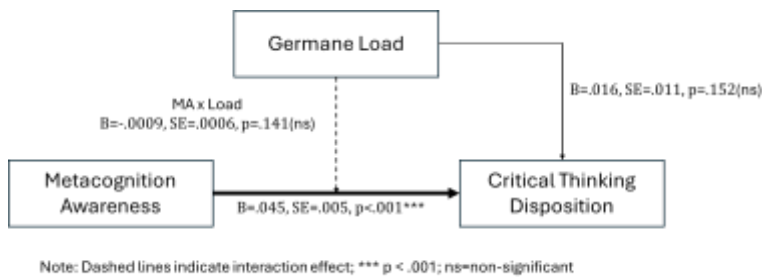 Germane Load
B=.016, SE=.011, p=.152(ns)
MA x Load
B=-.0009, SE=.0006, p=.141(ns)
Metacognition
Awareness
B=.045, SE=.005, p<.001***
Critical Thinking
Disposition
Note: Dashed lines indicate interaction effect; *** p < .001; ns=non-significant